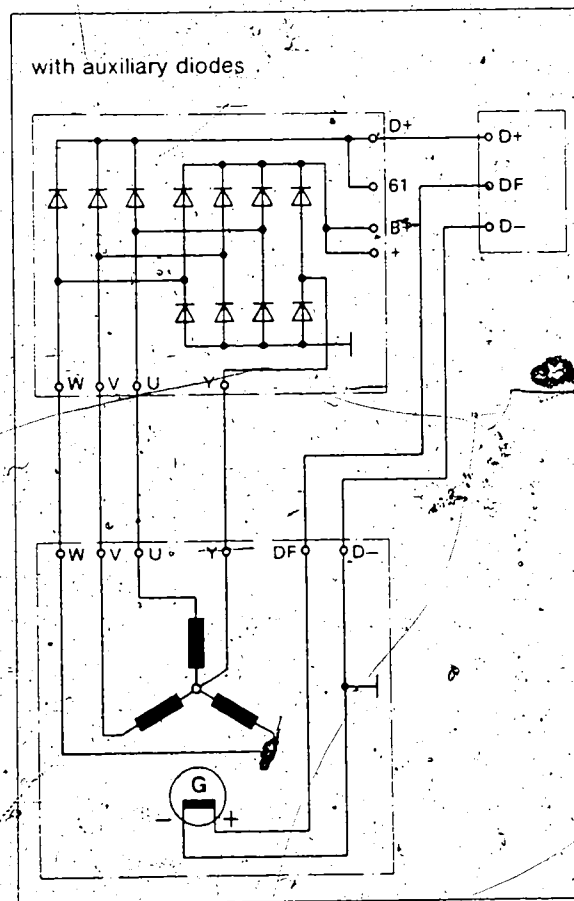 with auxiliary diodes
D+ D+
61 DF
B+ D-
+
W V U Y
W V U Y DF D-
G
- +